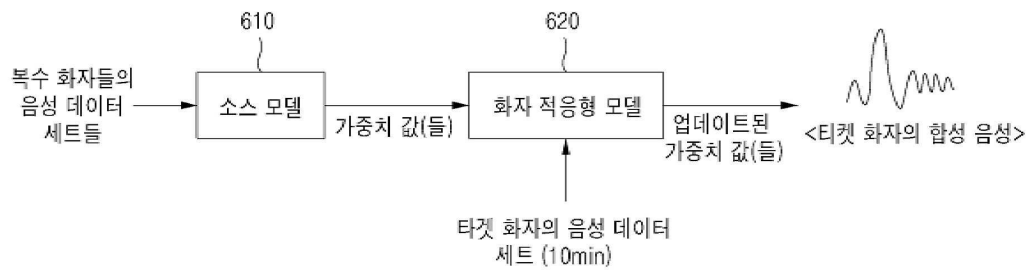 610
620
복수 화자들의
음성 데이터
세트들
소스 모델
가중치 값(들)
화자 적응형 모델
업데이트된
가중치 값(들)
<티켓 화자의 합성 음성>
타겟 화자의 음성 데이터
세트 (10min)